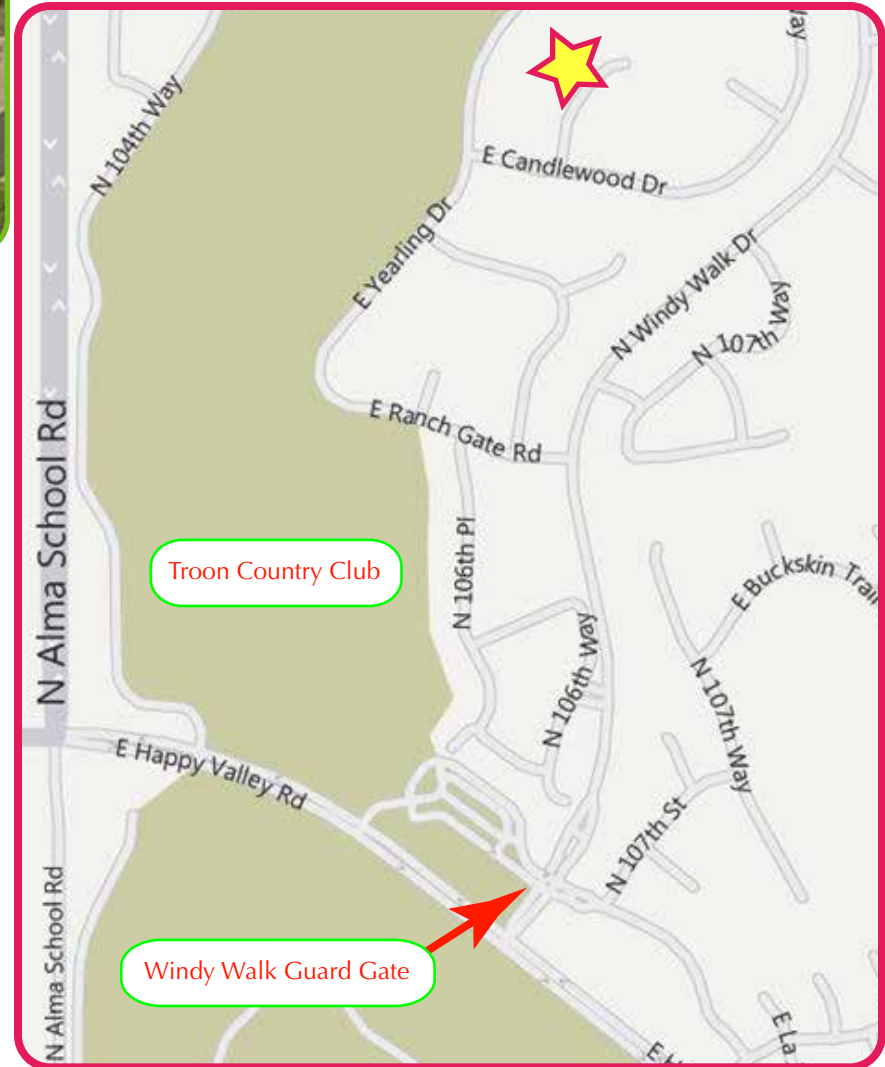 N 104th Way
E Candlewood Dr
E Yearling Dr
N Windy Walk Dr
N 107th Way
E Ranch Gate Rd
N Alma School Rd
Troon Country Club
N 106th Pl
E Buckskin Trail
N 106th Way
N 107th Way
E Happy Valley Rd
N 107th St
N Alma School Rd
Windy Walk Guard Gate
E La
E H